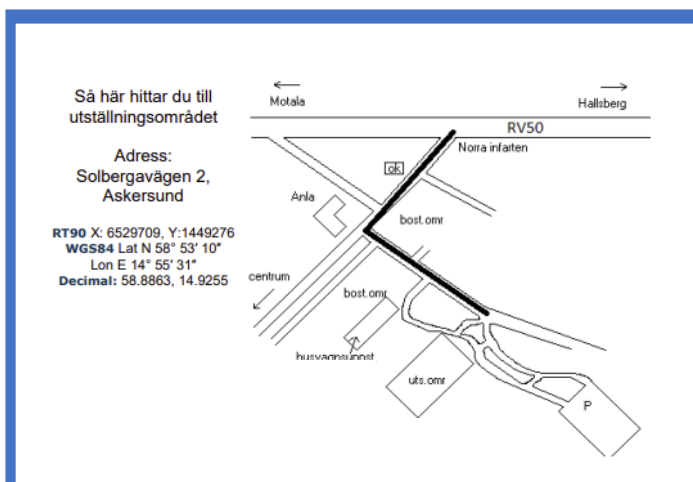 Så här hittar du till
utställningsområdet
Adress:
Solbergavägen 2,
Askersund
RT90 X: 6529709, Y:1449276
WGS84 Lat N 58° 53′ 10″
Lon E 14° 55′ 31″
Decimal: 58.8863, 14.9255
Motala
Hallsberg
RV50
Norra infarten
ok
Anla
bost.omr
centrum
bost.omr
husvagnsuppst
uts.omr
P